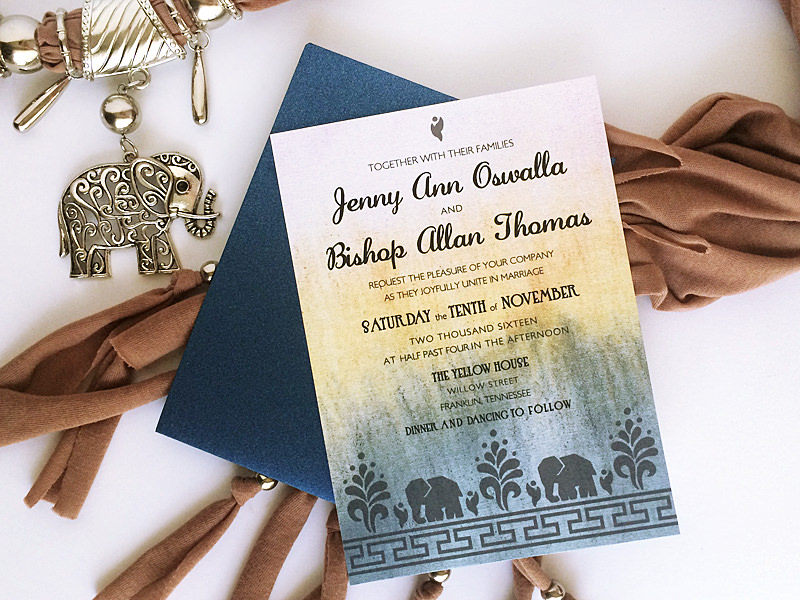 TOGETHER WITH THEIR FAMILIES
Jenny Ann Oswalla
AND
Bishop Allan Thomas
REQUEST THE PLEASURE OF YOUR COMPANY
AS THEY JOYFULLY UNITE IN MARRIAGE
SATURDAY the TENTH of NOVEMBER
TWO THOUSAND SIXTEEN
AT HALF PAST FOUR IN THE AFTERNOON
THE YELLOW HOUSE
WILLOW STREET
FRANKLIN, TENNESSEE
DINNER AND DANCING TO FOLLOW